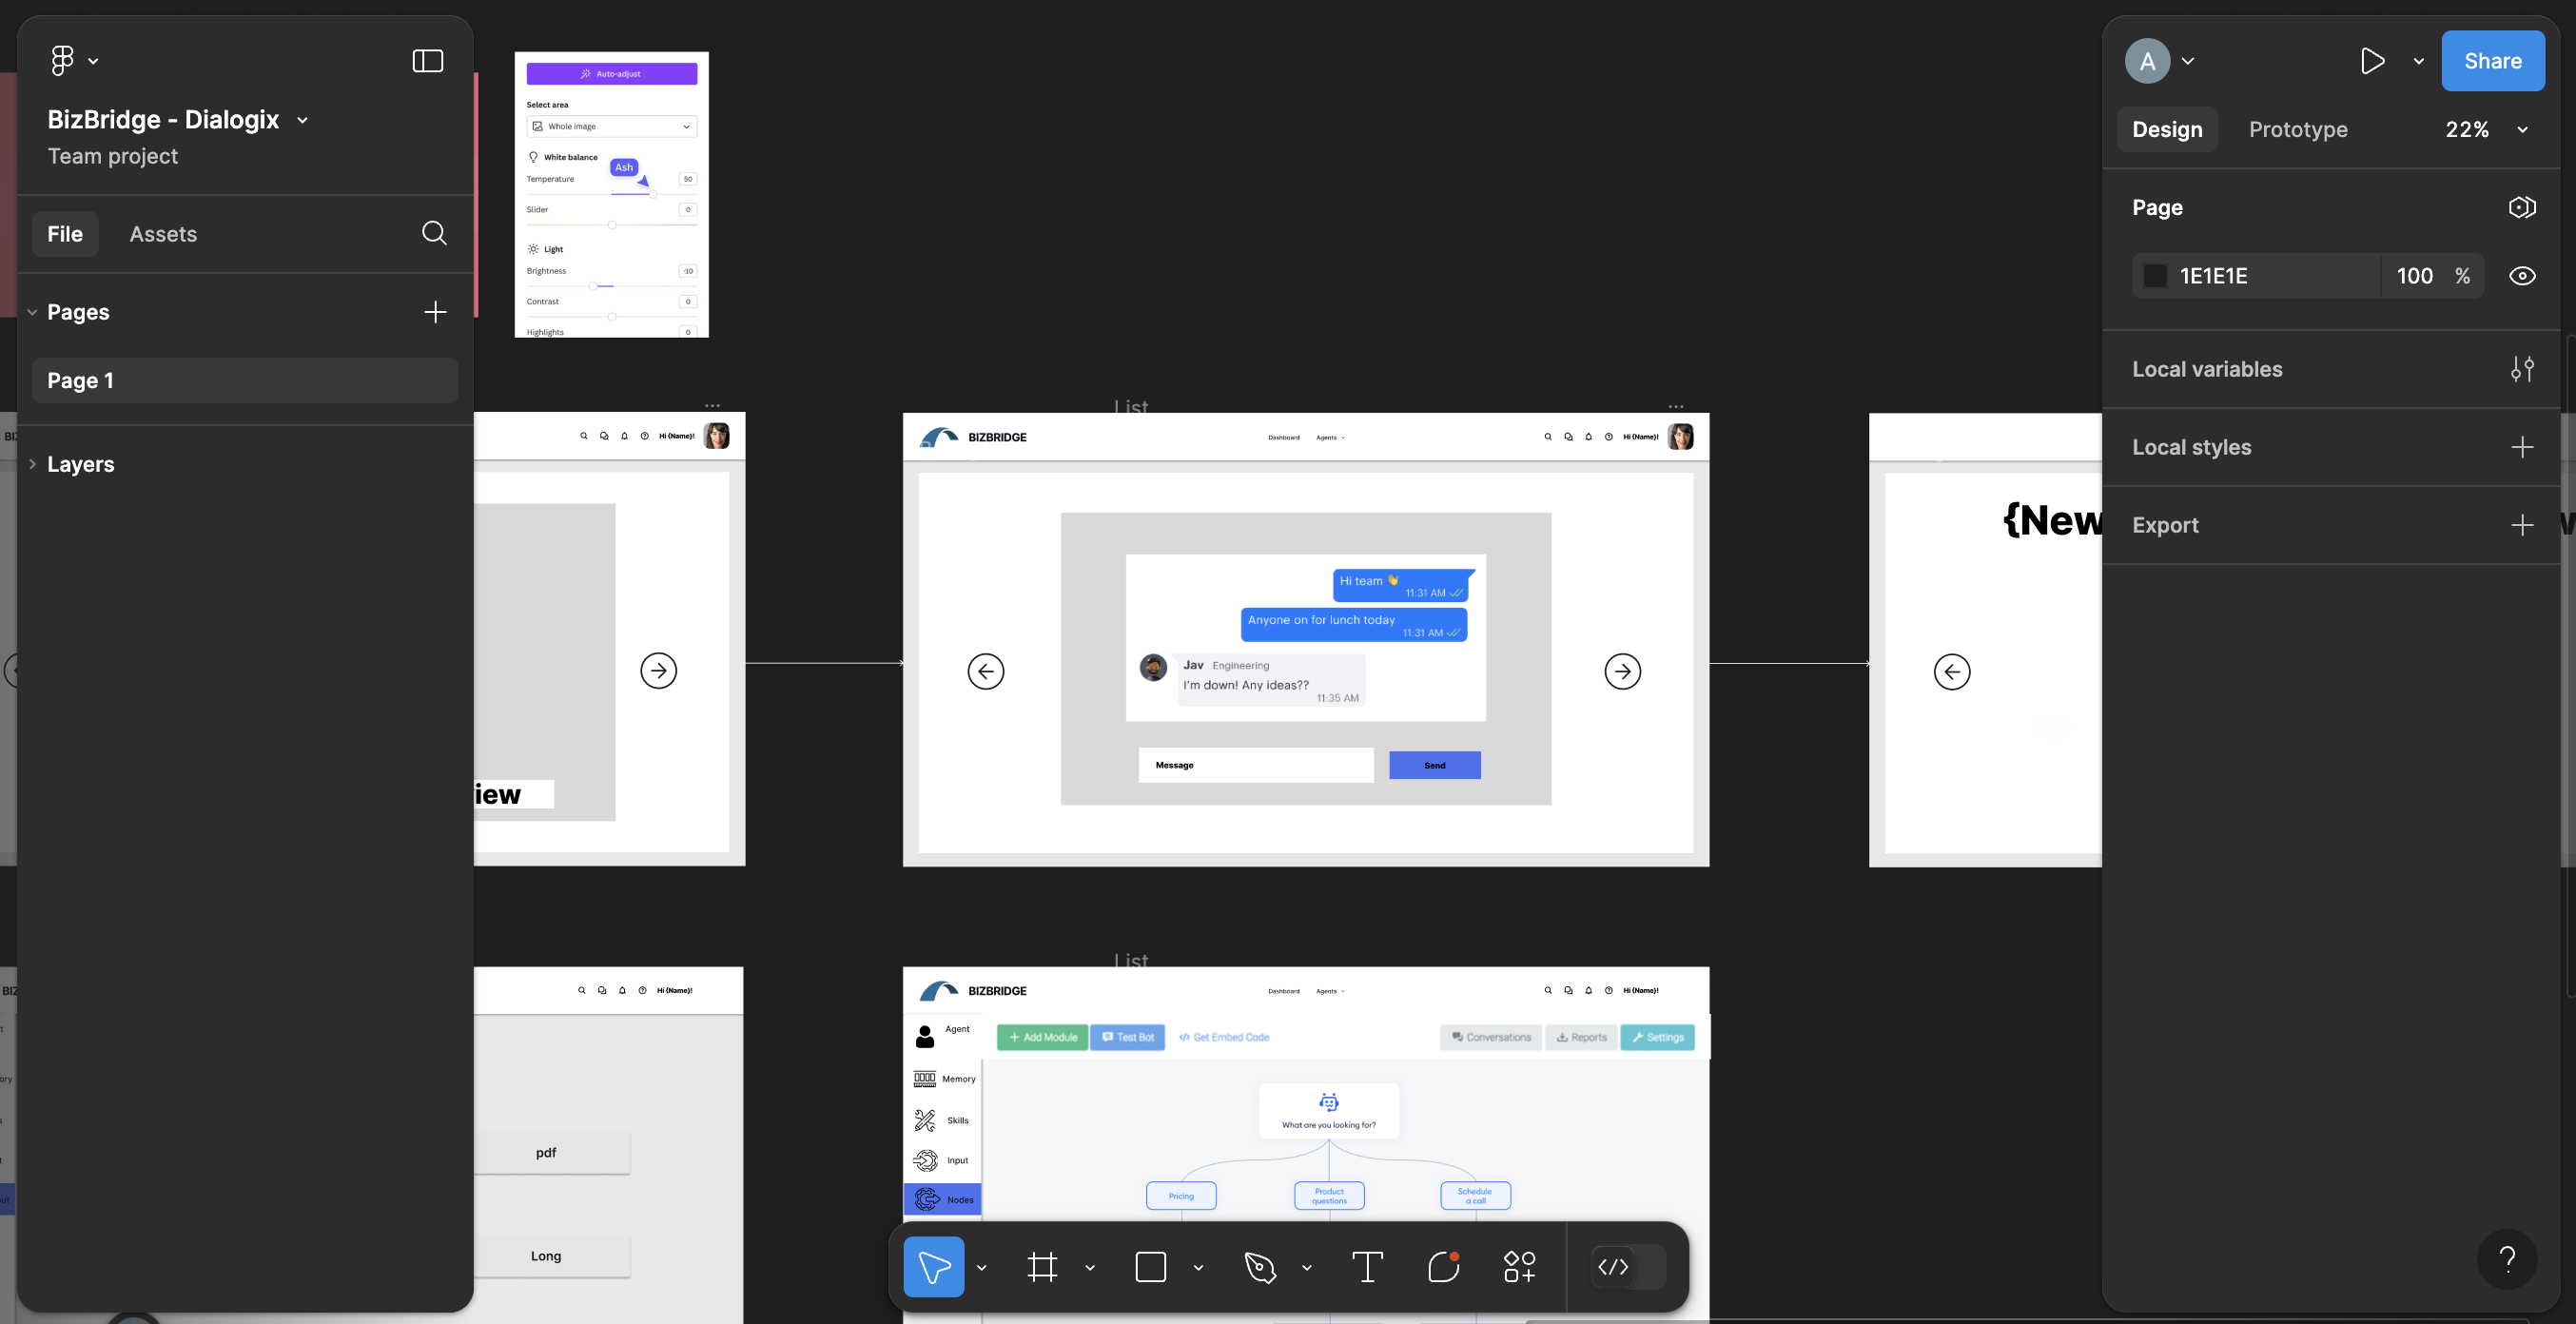 BizBridge - Dialogix
Team project
File
Assets
Pages
Page 1
Layers
Auto-adjust
Select area
Whole image
White balance
Ash
Temperature
50
Slider
0
Light
Brightness
-10
Contrast
0
Highlights
0
Hi {Name}!
iew
List
BIZBRIDGE
Dashboard
Agents
Hi {Name}!
Hi team 👋
11:31 AM
Anyone on for lunch today
11:31 AM
Jav Engineering
I'm down! Any ideas??
11:35 AM
Message
Send
{New
Hi {Name}!
pdf
Long
List
BIZBRIDGE
Dashboard
Agents
Hi {Name}!
Agent
Memory
Skills
Input
Nodes
+ Add Module
Test Bot
</> Get Embed Code
Conversations
Reports
Settings
What are you looking for?
Pricing
Product
questions
Schedule
a call
A
Share
Design
Prototype
22%
Page
1E1E1E
100 %
Local variables
Local styles
Export
?